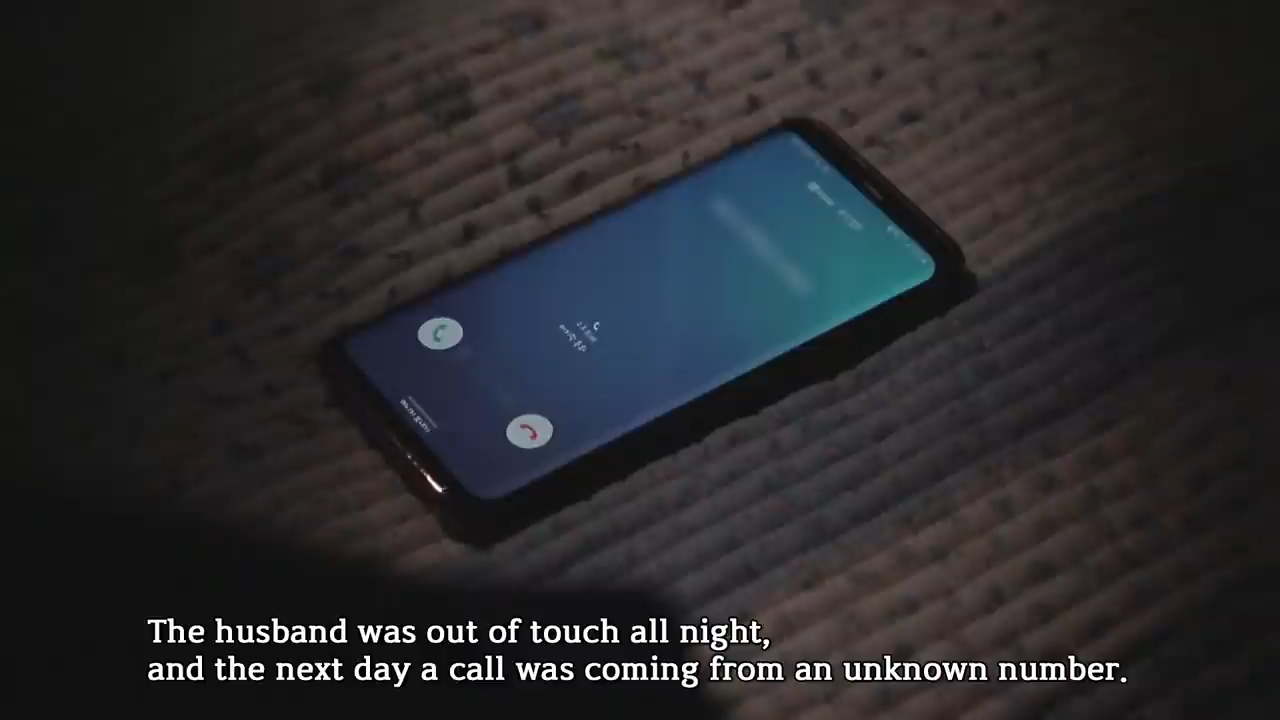 The husband was out of touch all night,
and the next day a call was coming from an unknown number.